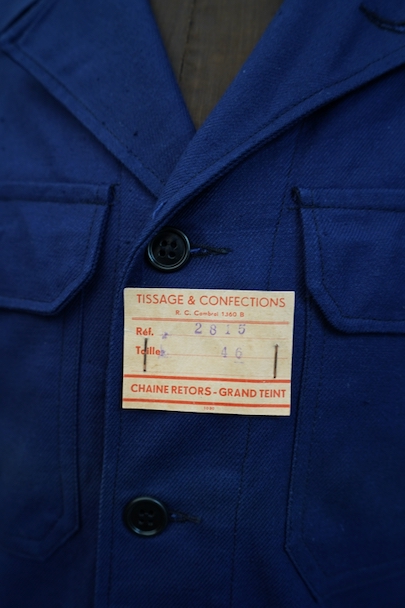 TISSAGE & CONFECTIONS
R. C. Cambrai 1360 B
Réf. 2815
Taille 46
CHAINE RETORS - GRAND TEINT